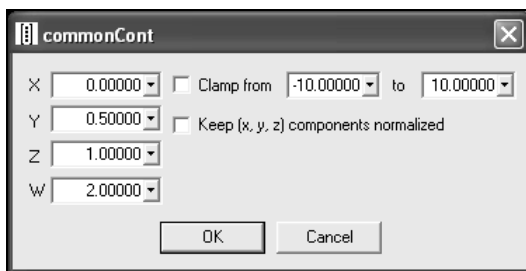 commonCont
X 0.00000 Clamp from -10.00000 to 10.00000
Y 0.50000 Keep (x, y, z) components normalized
Z 1.00000
W 2.00000
OK Cancel